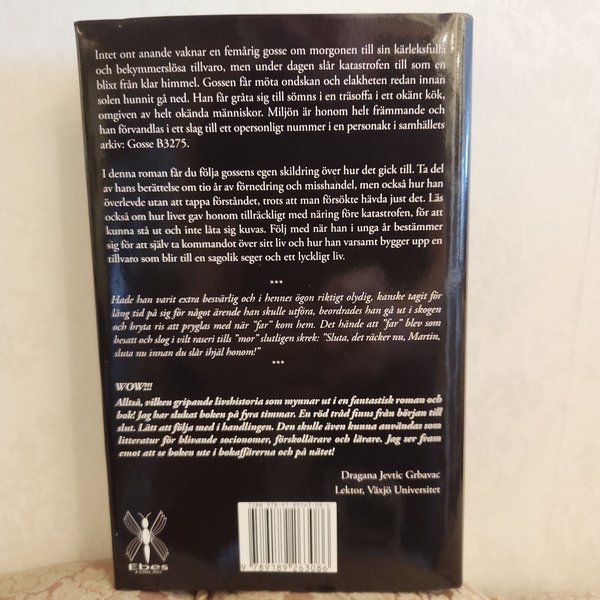 Intet ont anande vaknar en femårig gosse om morgonen till sin kärleksfulla
och bekymmerslösa tillvaro, men under dagen slår katastrofen till som en
blixt från klar himmel. Gossen får möta ondskan och elakheten redan innan
solen hunnit gå ned. Han får gråta sig till sömns i en träsoffa i ett okänt kök,
omgiven av helt okända människor. Miljön är honom helt främmande och
han förvandlas i ett slag till ett opersonligt nummer i en personakt i samhällets
arkiv: Gosse B3275.
I denna roman får du följa gossens egen skildring över hur det gick till. Ta del
av hans berättelse om tio år av förnedring och misshandel, men också hur han
överlevde utan att tappa förståndet, trots att man försökte hävda just det. Läs
också om hur livet gav honom tillräckligt med näring före katastrofen, för att
kunna stå ut och inte låta sig kuvas. Följ med när han i unga år bestämmer
sig för att själv ta kommandot över sitt liv och hur han varsamt bygger upp en
tillvaro som blir till en sagolik seger och ett lyckligt liv.
***
Hade han varit extra besvärlig och i hennes ögon riktigt olydig, kanske tagit för
lång tid på sig för något ärende han skulle utföra, beordrades han gå ut i skogen
och bryta ris att pryglas med när "far" kom hem. Det hände att "far" blev som
besatt och slog i vilt raseri tills "mor" slutligen skrek: "Sluta, det räcker nu, Martin,
sluta nu innan du slår ihjäl honom!"
***
WOW!!!
Alltså, vilken gripande livshistoria som mynnar ut i en fantastisk roman och
bok! Jag har slukat boken på fyra timmar. En röd tråd finns från början till
slut. Lätt att följa med i handlingen. Den skulle även kunna användas som
litteratur för blivande socionomer, förskollärare och lärare. Jag ser fram
emot att se boken ute i bokaffärerna och på nätet!
Dragana Jevtic Grbavac
Lektor, Växjö Universitet
ISBN 978-91-89263-08-6
9 789189 263086
Ebes
FÖRLAG